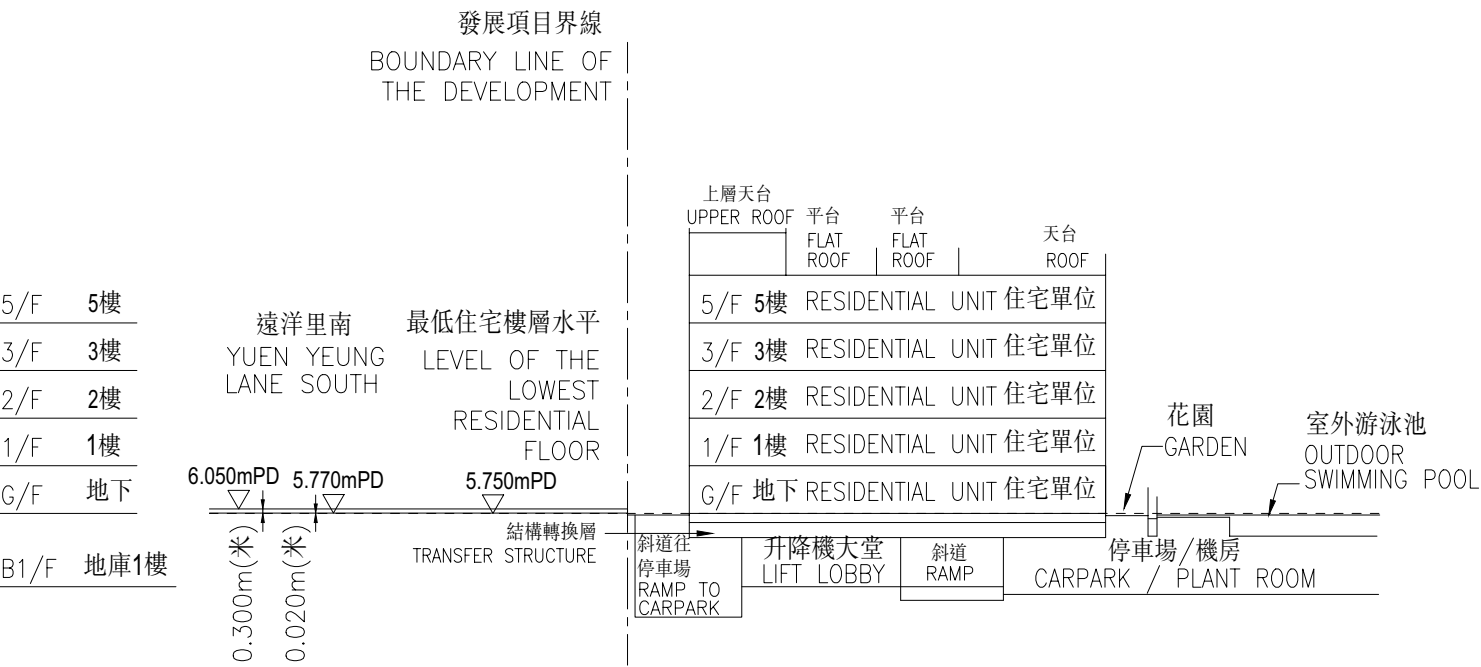 發展項目界線
BOUNDARY LINE OF
THE DEVELOPMENT
上層天台
UPPER ROOF
平台
FLAT
ROOF
平台
FLAT
ROOF
天台
ROOF
5/F 5樓
3/F 3樓
2/F 2樓
1/F 1樓
G/F 地下
B1/F 地庫1樓
遠洋里南
YUEN YEUNG
LANE SOUTH
最低住宅樓層水平
LEVEL OF THE
LOWEST
RESIDENTIAL
FLOOR
5/F 5樓 RESIDENTIAL UNIT 住宅單位
3/F 3樓 RESIDENTIAL UNIT 住宅單位
2/F 2樓 RESIDENTIAL UNIT 住宅單位
1/F 1樓 RESIDENTIAL UNIT 住宅單位
G/F 地下 RESIDENTIAL UNIT 住宅單位
花園
GARDEN
室外游泳池
OUTDOOR
SWIMMING POOL
6.050mPD
5.770mPD
5.750mPD
0.300m(米)
0.020m(米)
結構轉換層
TRANSFER STRUCTURE
斜道往
停車場
RAMP TO
CARPARK
升降機大堂
LIFT LOBBY
斜道
RAMP
停車場/機房
CARPARK / PLANT ROOM